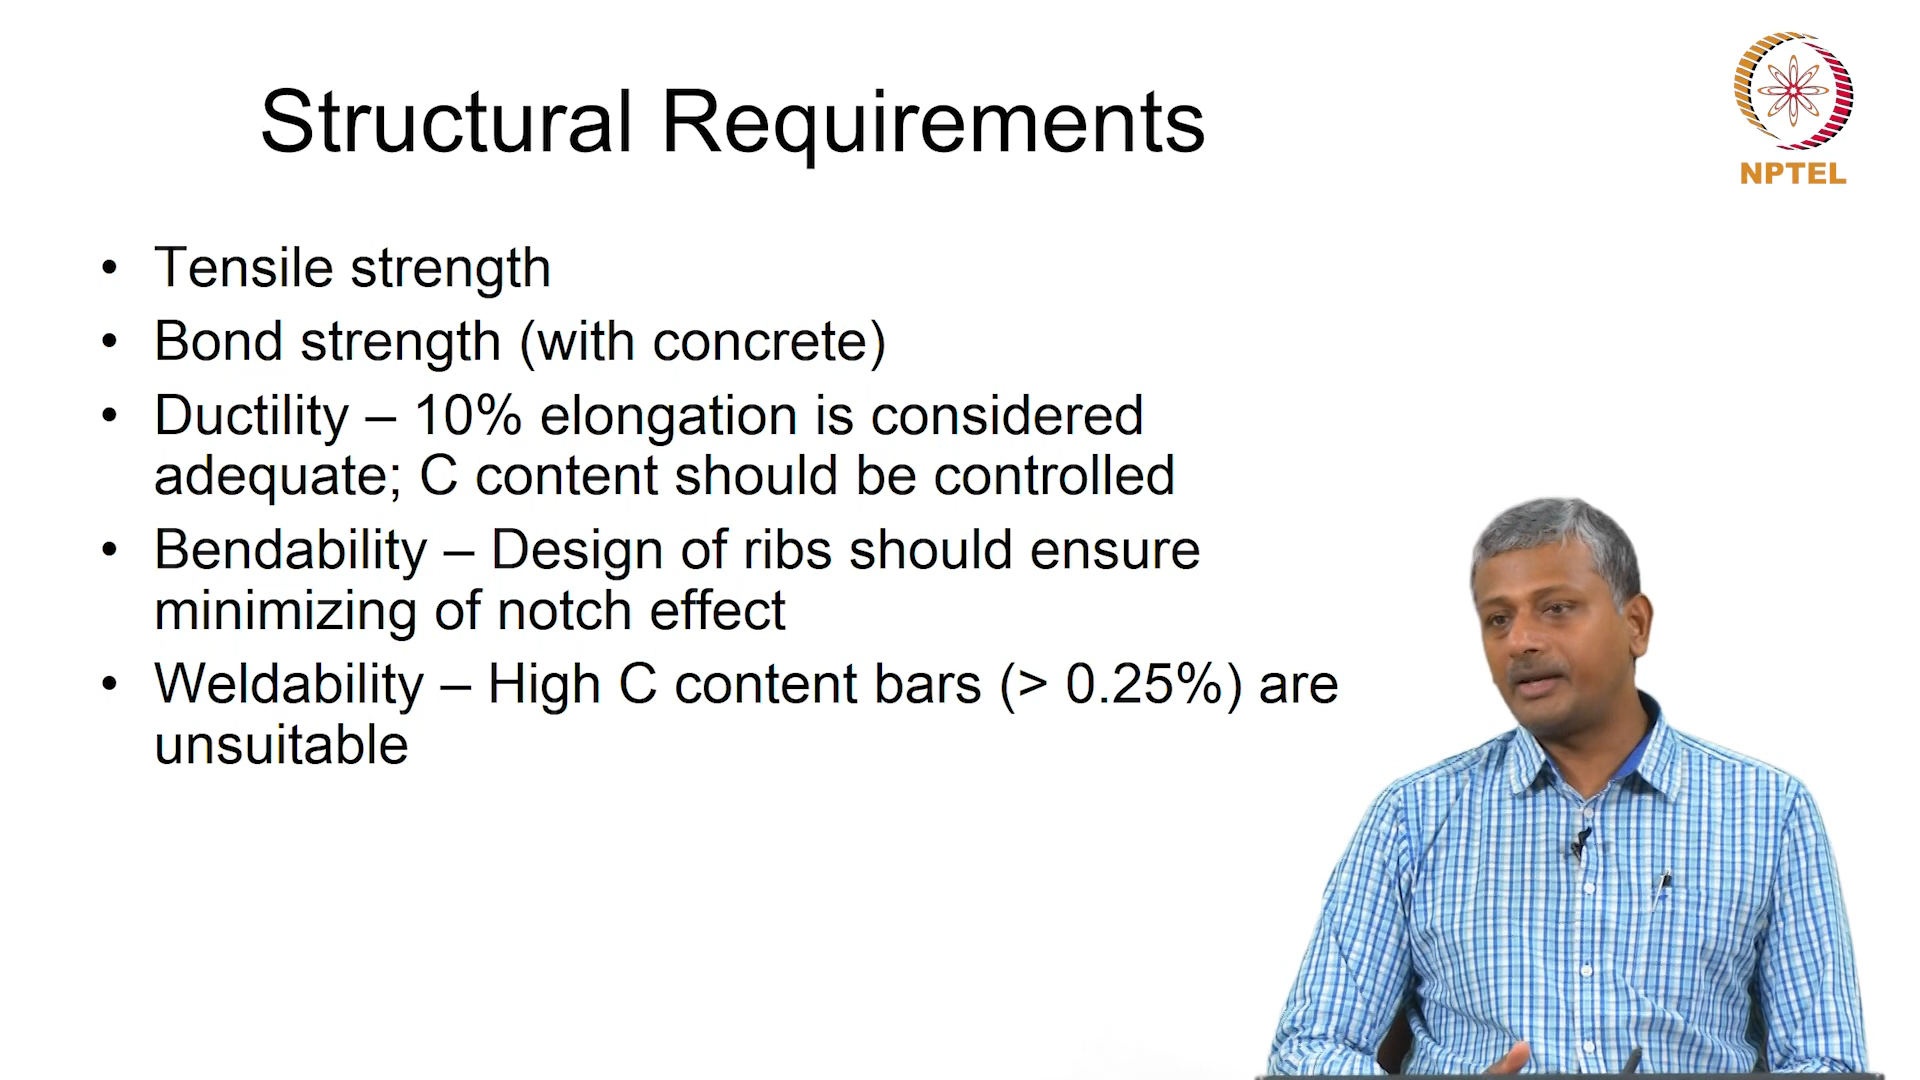 Structural Requirements
NPTEL
• Tensile strength
• Bond strength (with concrete)
• Ductility – 10% elongation is considered
adequate; C content should be controlled
• Bendability – Design of ribs should ensure
minimizing of notch effect
• Weldability – High C content bars (> 0.25%) are
unsuitable